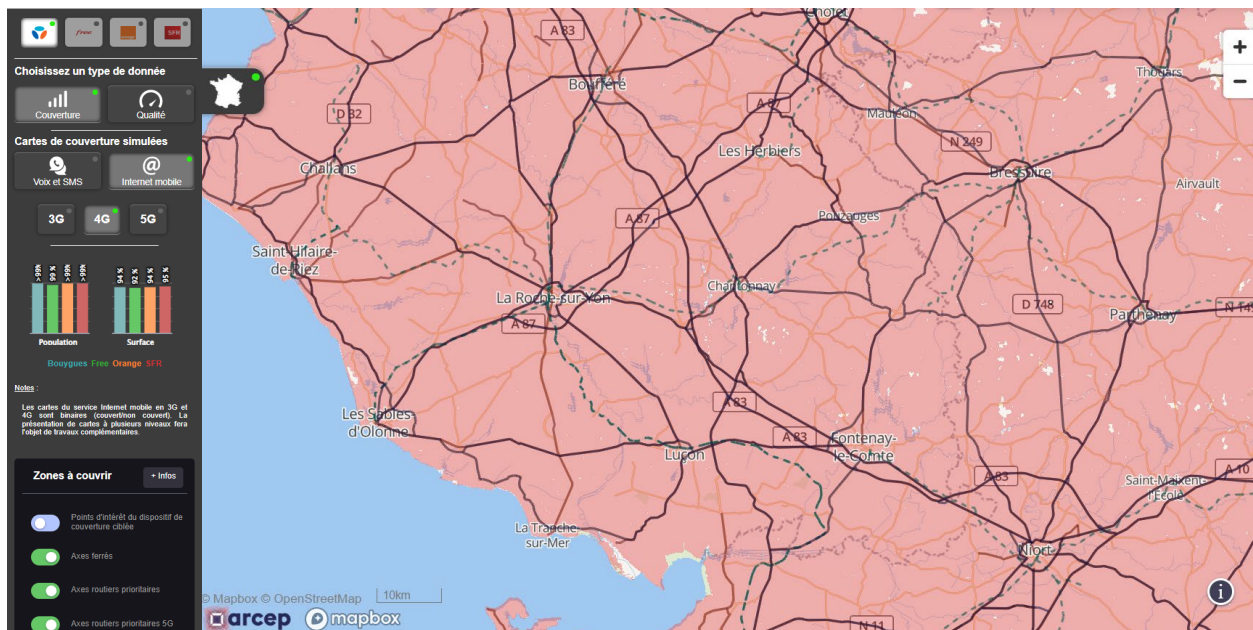 free
orange
SFR
Choisissez un type de donnée
Couverture
Qualité
Cartes de couverture simulées
Voix et SMS
Internet mobile
3G
4G
5G
>99%
99 %
>99%
>99%
94 %
92 %
94 %
95 %
Population
Surface
Bouygues Free Orange SFR
Notes :
Les cartes du service Internet mobile en 3G et
4G sont binaires (couvert/non couvert). La
présentation de cartes à plusieurs niveaux fera
l'objet de travaux complémentaires.
Zones à couvrir
+ Infos
Points d'intérêt du dispositif de
couverture ciblée
Axes ferrés
Axes routiers prioritaires
Axes routiers prioritaires 5G
Cholet
A 83
Boufféré
Thouars
+
−
D 32
A 87
Mauléon
N 249
Les Herbiers
Challans
Bressuire
Airvault
A 87
Pouzauges
Saint-Hilaire-
de-Riez
Chantonnay
La Roche-sur-Yon
D 748
Parthenay
N 149
A 87
A 83
Les Sables-
d'Olonne
A 83
Fontenay-
le-Comte
Luçon
A 83
A 10
Saint-Maixent-
l'École
La Tranche-
sur-Mer
Niort
© Mapbox © OpenStreetMap
10km
arcep
mapbox
N 11
i